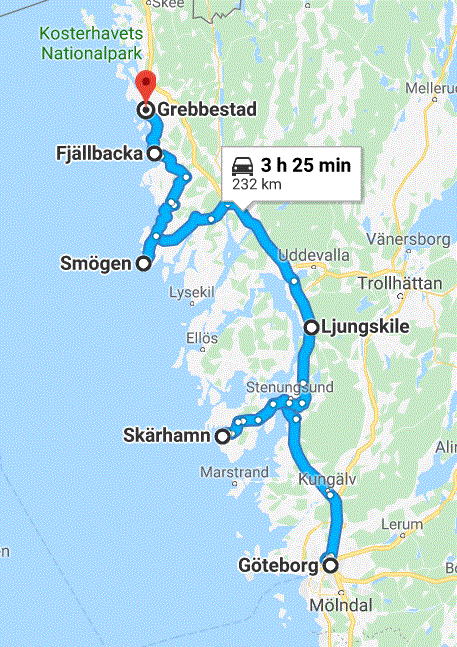 Skee
Kosterhavets
Nationalpark
Grebbestad
Mellerud
Fjällbacka
3 h 25 min
232 km
Vänersborg
Smögen
Uddevalla
Trollhättan
Lysekil
Ljungskile
Ellös
Stenungsund
Skärhamn
Marstrand
Kungälv
Lerum
Göteborg
Mölndal